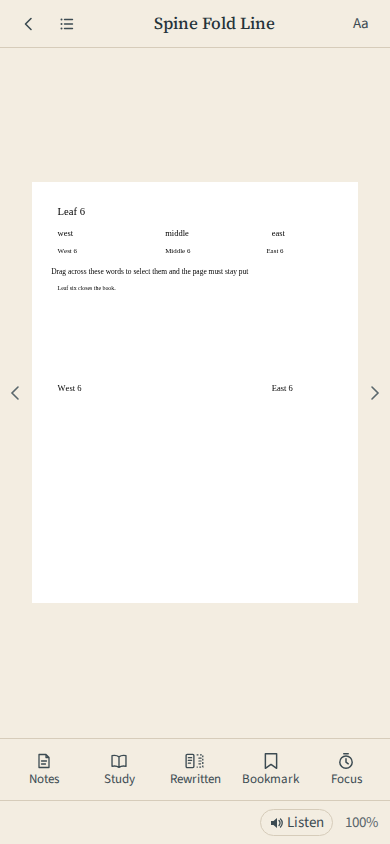 Spine Fold Line Aa
Leaf 6
west middle east
West 6 Middle 6 East 6
Drag across these words to select them and the page must stay put
Leaf six closes the book.
West 6 East 6
Notes Study Rewritten Bookmark Focus
Listen 100%